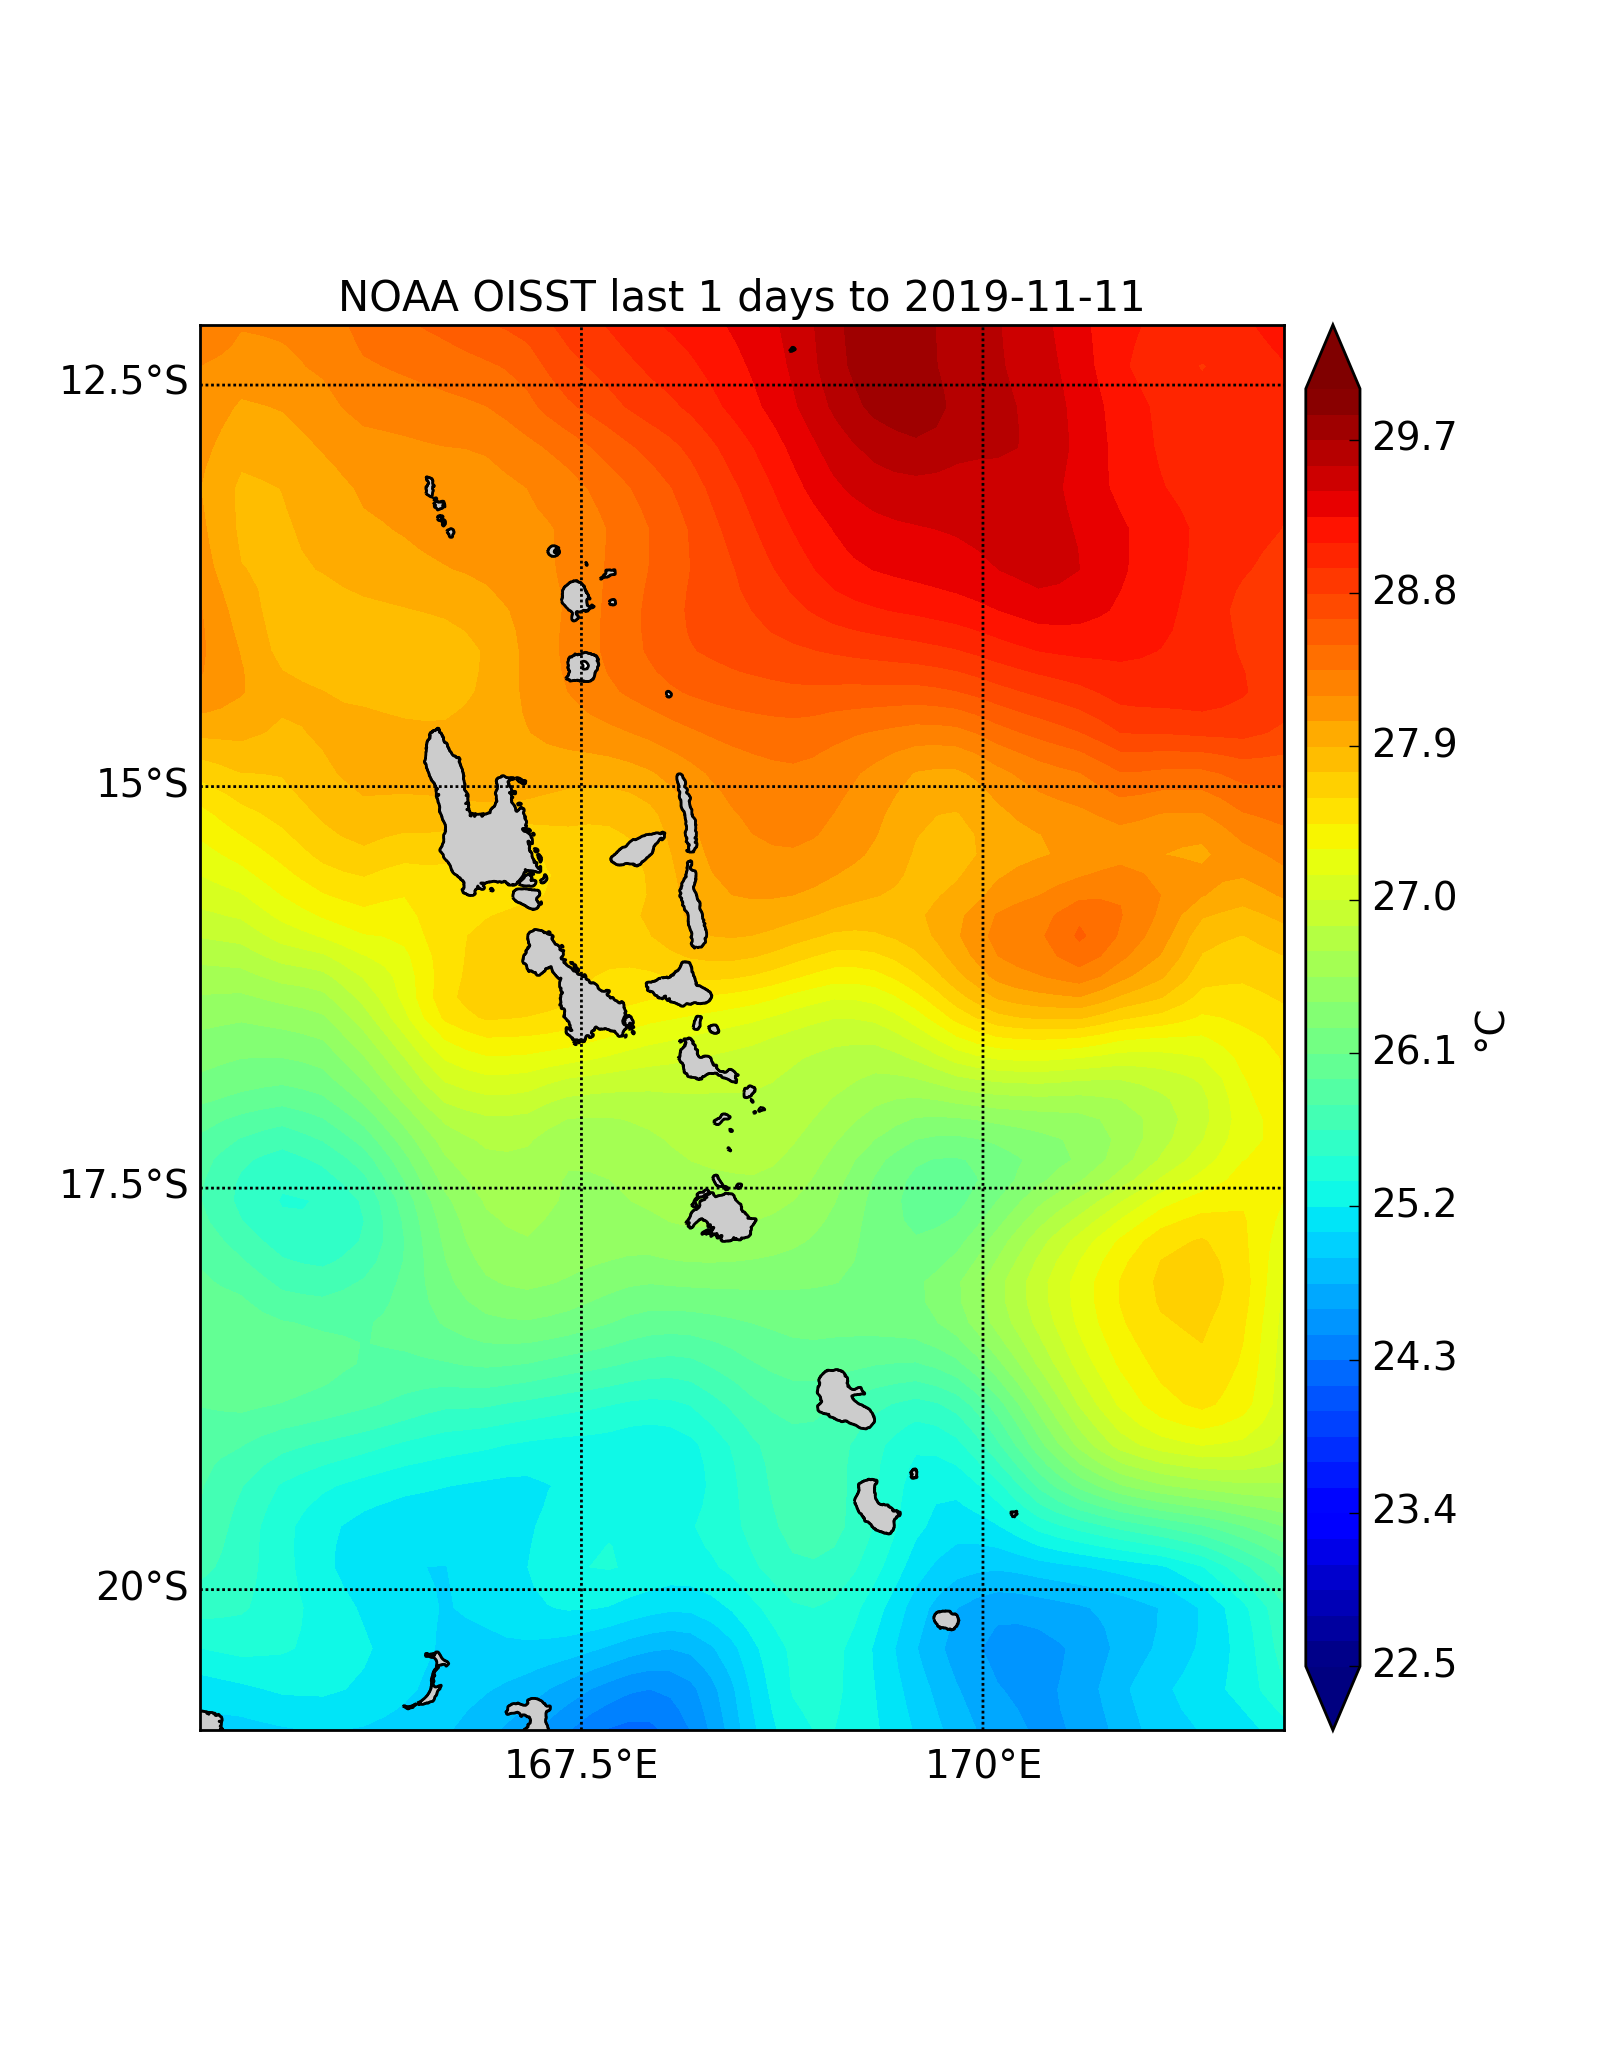 NOAA OISST last 1 days to 2019-11-11
12.5°S
15°S
17.5°S
20°S
167.5°E
170°E
29.7
28.8
27.9
27.0
26.1
25.2
24.3
23.4
22.5
°C